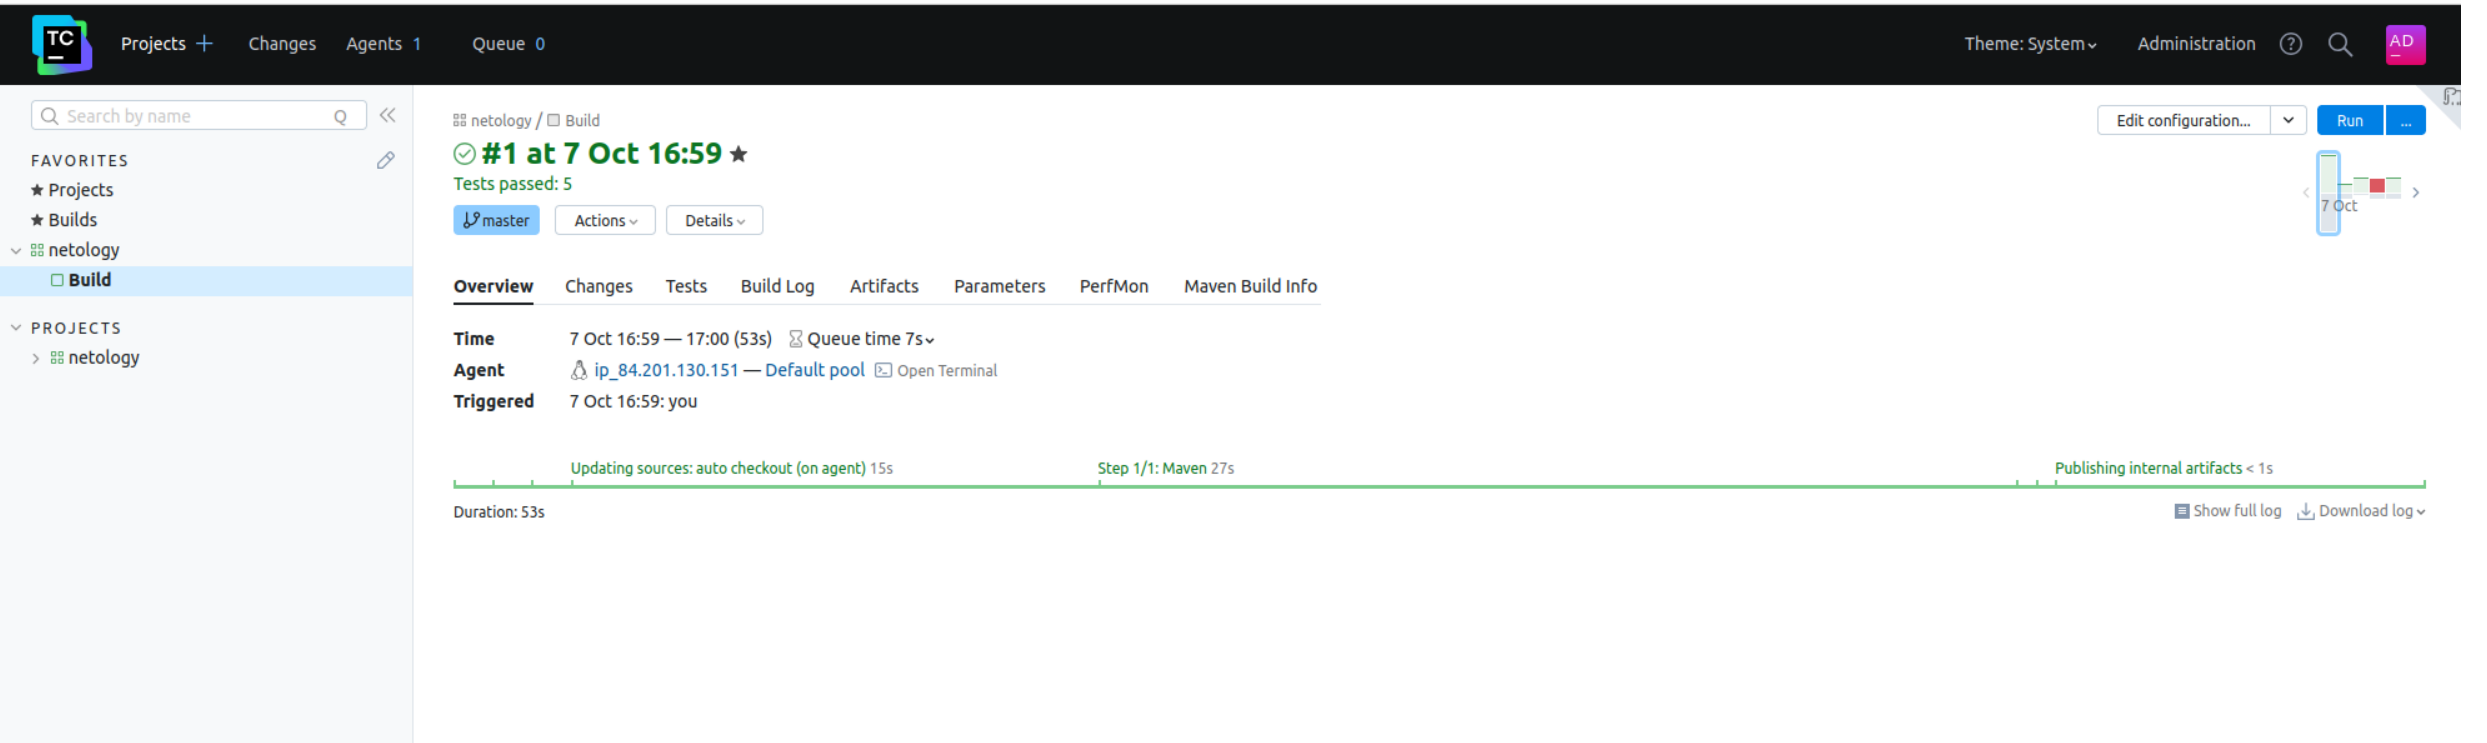 TC
Projects
Changes
Agents 1
Queue 0
Theme: System
Administration
AD
Search by name
Q
FAVORITES
Projects
Builds
netology
Build
PROJECTS
netology
netology / Build
Edit configuration...
Run
...
#1 at 7 Oct 16:59
Tests passed: 5
master
Actions
Details
7 Oct
Overview
Changes
Tests
Build Log
Artifacts
Parameters
PerfMon
Maven Build Info
Time 7 Oct 16:59 — 17:00 (53s) Queue time 7s
Agent ip_84.201.130.151 — Default pool Open Terminal
Triggered 7 Oct 16:59: you
Updating sources: auto checkout (on agent) 15s
Step 1/1: Maven 27s
Publishing internal artifacts < 1s
Duration: 53s
Show full log
Download log